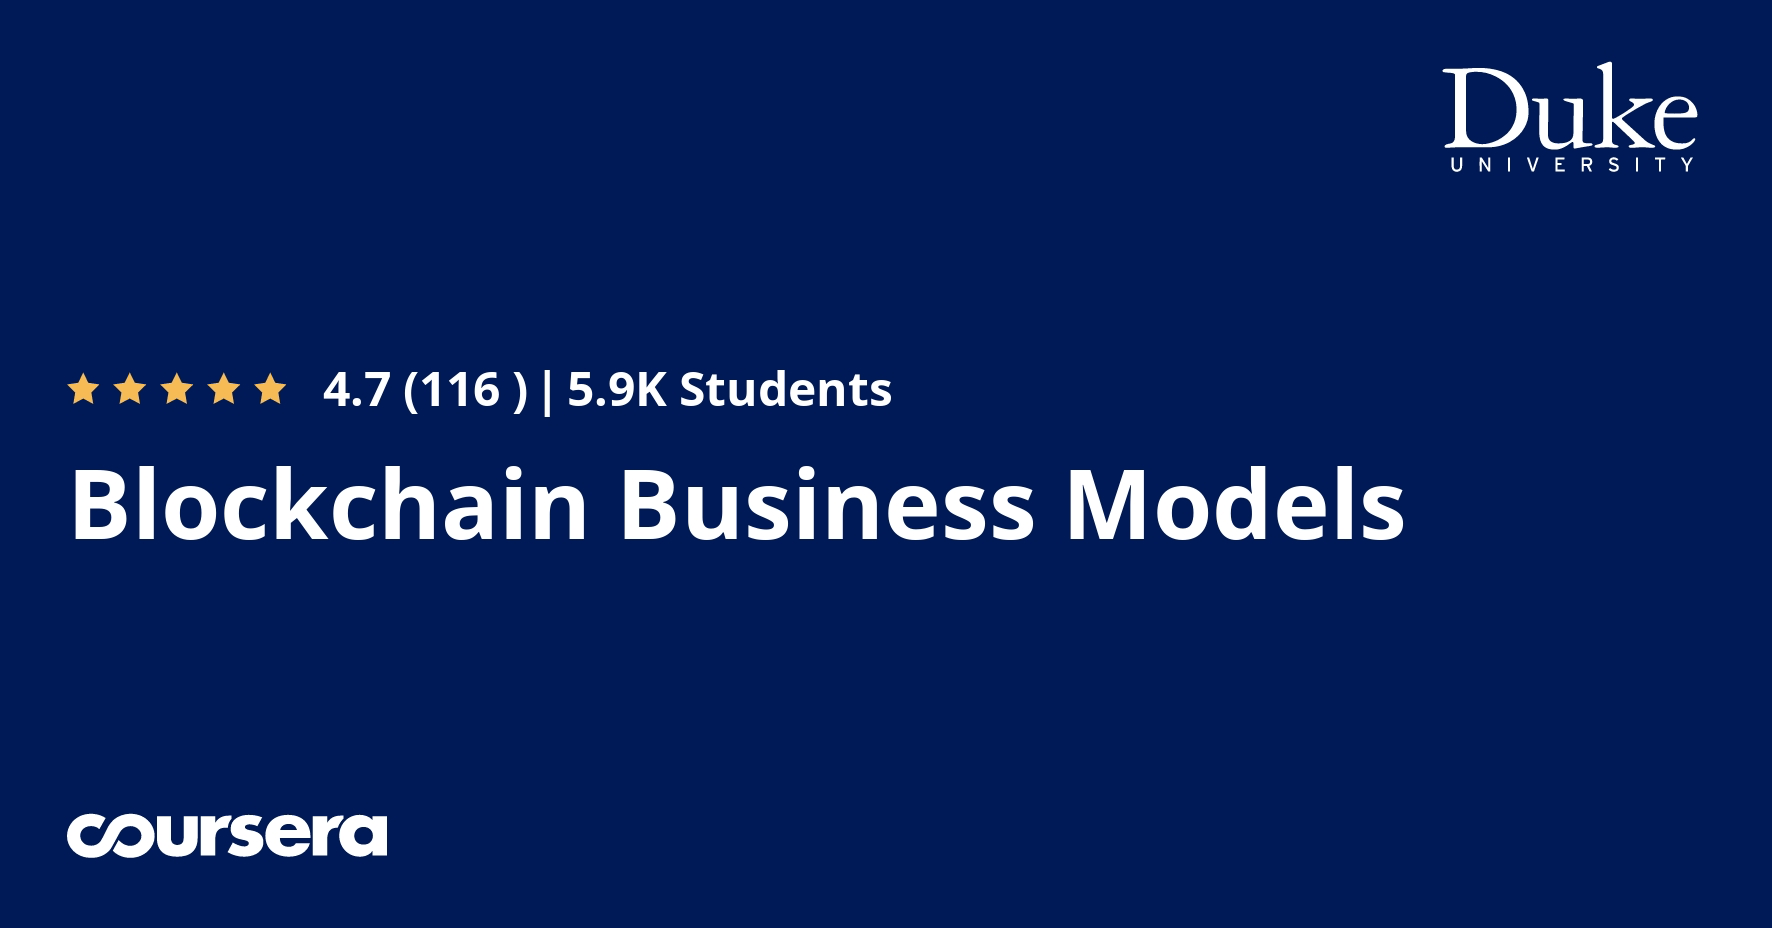 Duke
UNIVERSITY
4.7 (116 ) | 5.9K Students
Blockchain Business Models
coursera